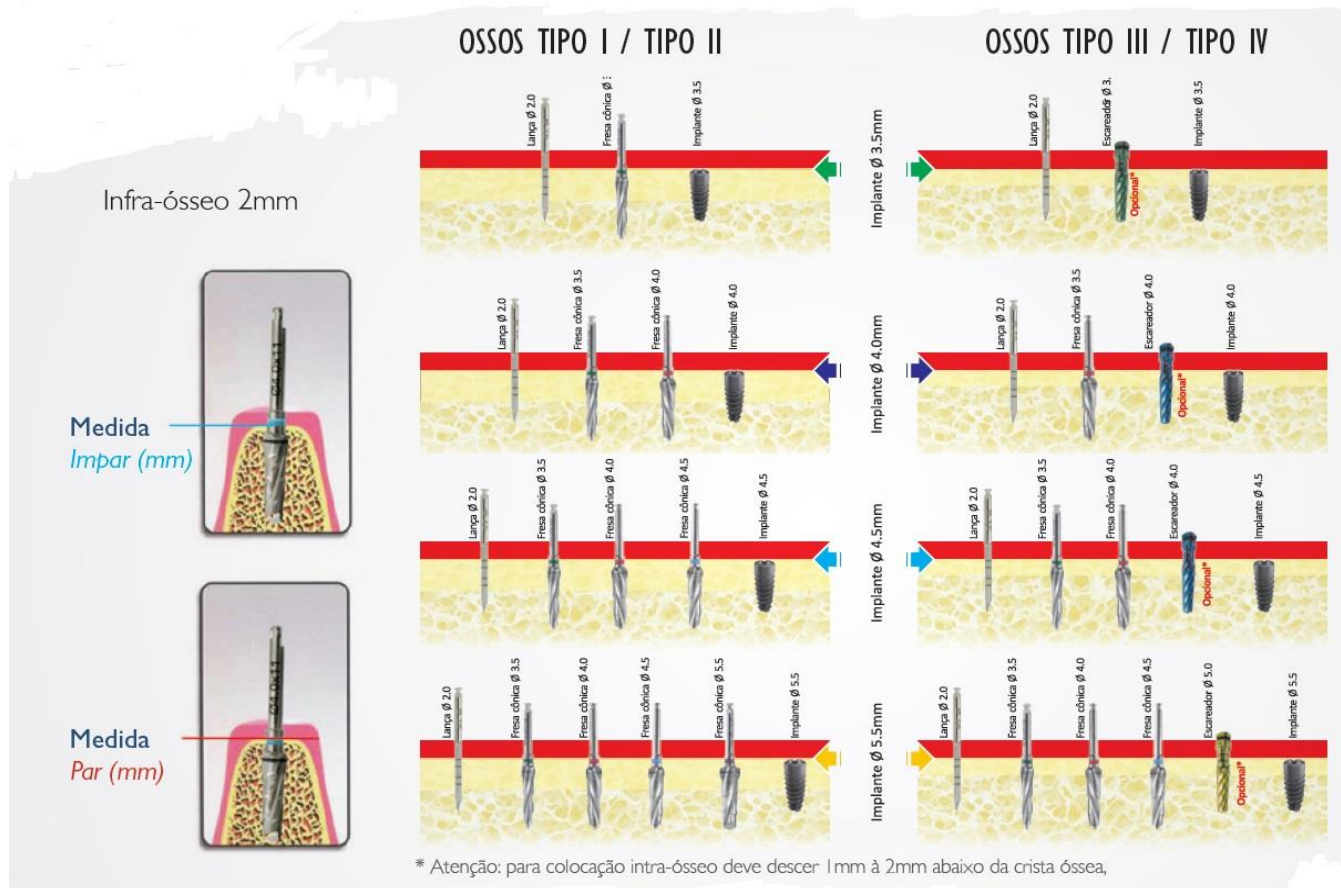 OSSOS TIPO I / TIPO II
OSSOS TIPO III / TIPO IV
Infra-ósseo 2mm
Medida
Impar (mm)
Ø4.0x11
Medida
Par (mm)
Ø4.0x11
Lança Ø 2.0
Fresa cônica Ø
Implante Ø 3.5
Implante Ø 3.5mm
Lança Ø 2.0
Escareador Ø 3.
Opcional*
Implante Ø 3.5
Lança Ø 2.0
Fresa cônica Ø 3.5
Fresa cônica Ø 4.0
Implante Ø 4.0
Implante Ø 4.0mm
Lança Ø 2.0
Fresa cônica Ø 3.5
Escareador Ø 4.0
Opcional*
Implante Ø 4.0
Lança Ø 2.0
Fresa cônica Ø 3.5
Fresa cônica Ø 4.0
Fresa cônica Ø 4.5
Implante Ø 4.5
Implante Ø 4.5mm
Lança Ø 2.0
Fresa cônica Ø 3.5
Fresa cônica Ø 4.0
Escareador Ø 4.0
Opcional*
Implante Ø 4.5
Lança Ø 2.0
Fresa cônica Ø 3.5
Fresa cônica Ø 4.0
Fresa cônica Ø 4.5
Fresa cônica Ø 5.5
Implante Ø 5.5
Implante Ø 5.5mm
Lança Ø 2.0
Fresa cônica Ø 3.5
Fresa cônica Ø 4.0
Fresa cônica Ø 4.5
Escareador Ø 5.0
Opcional*
Implante Ø 5.5
* Atenção: para colocação intra-ósseo deve descer 1mm à 2mm abaixo da crista óssea,